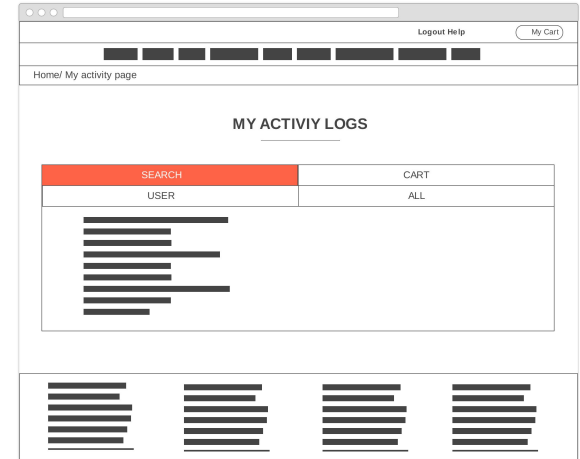 Logout Help My Cart
Home/ My activity page
MY ACTIVIY LOGS
SEARCH CART
USER ALL